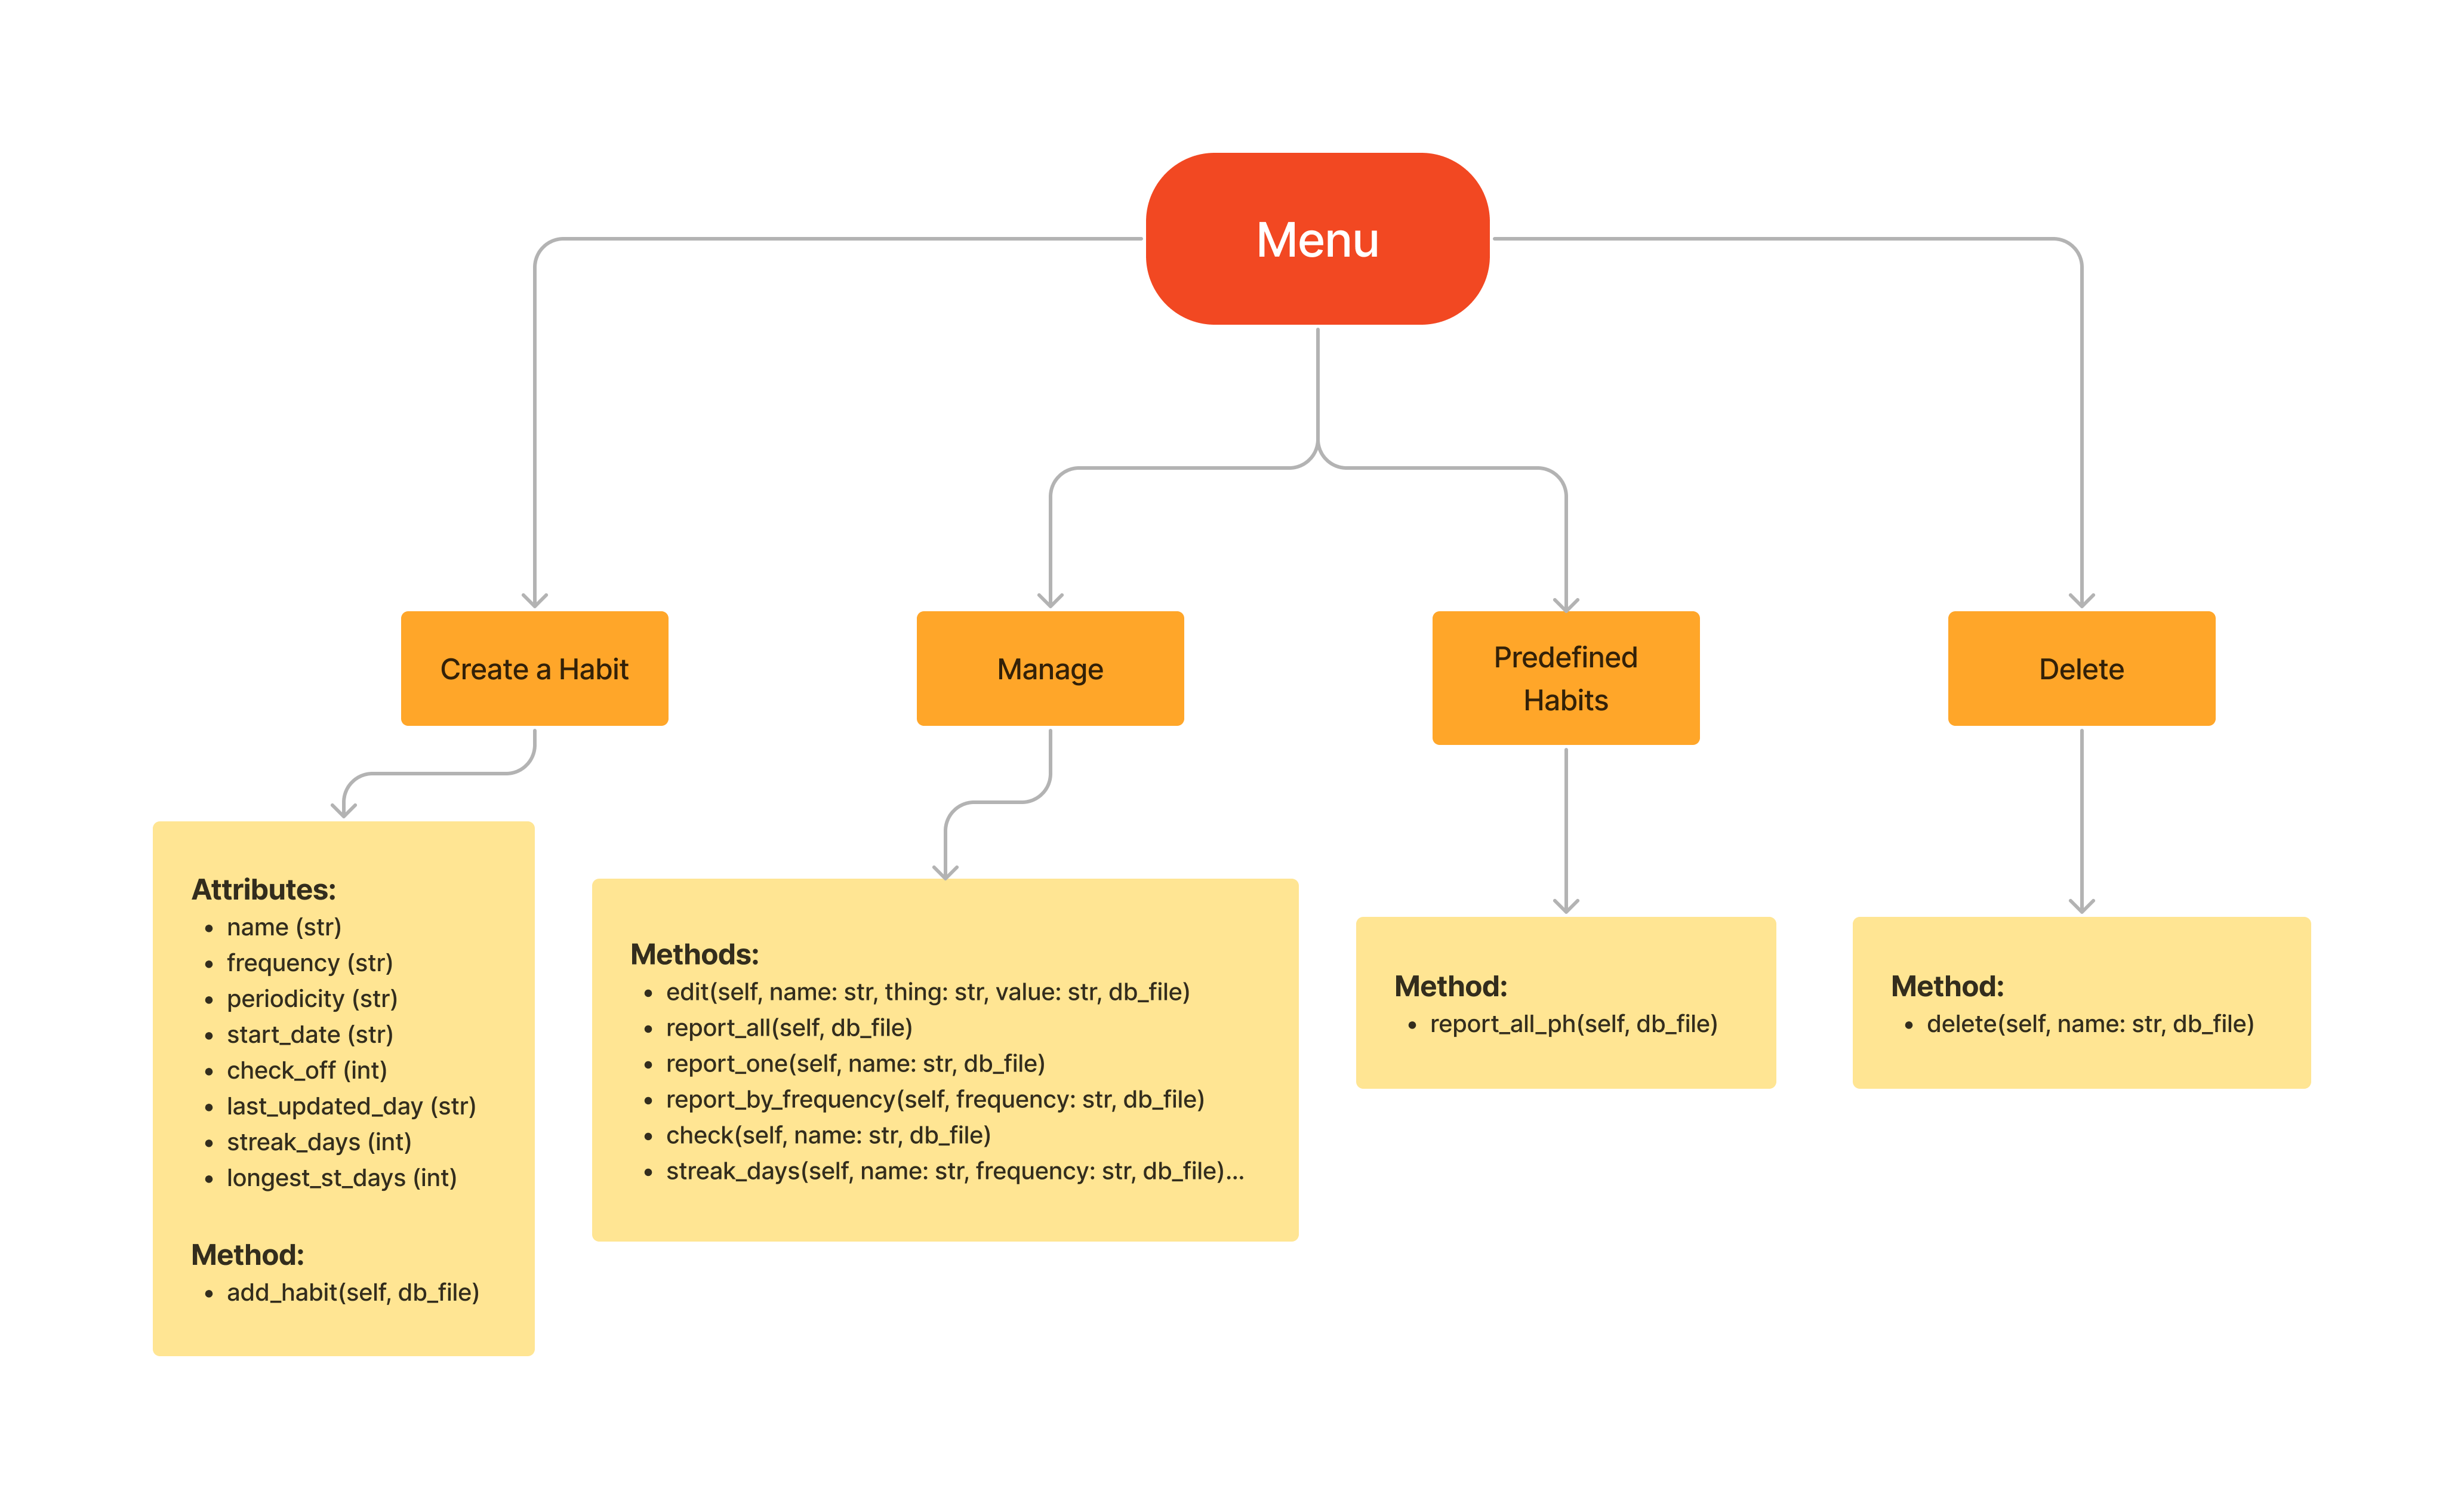 Menu
Create a Habit
Manage
Predefined
Habits
Delete
Attributes:
• name (str)
• frequency (str)
• periodicity (str)
• start_date (str)
• check_off (int)
• last_updated_day (str)
• streak_days (int)
• longest_st_days (int)
Method:
• add_habit(self, db_file)
Methods:
• edit(self, name: str, thing: str, value: str, db_file)
• report_all(self, db_file)
• report_one(self, name: str, db_file)
• report_by_frequency(self, frequency: str, db_file)
• check(self, name: str, db_file)
• streak_days(self, name: str, frequency: str, db_file)...
Method:
• report_all_ph(self, db_file)
Method:
• delete(self, name: str, db_file)